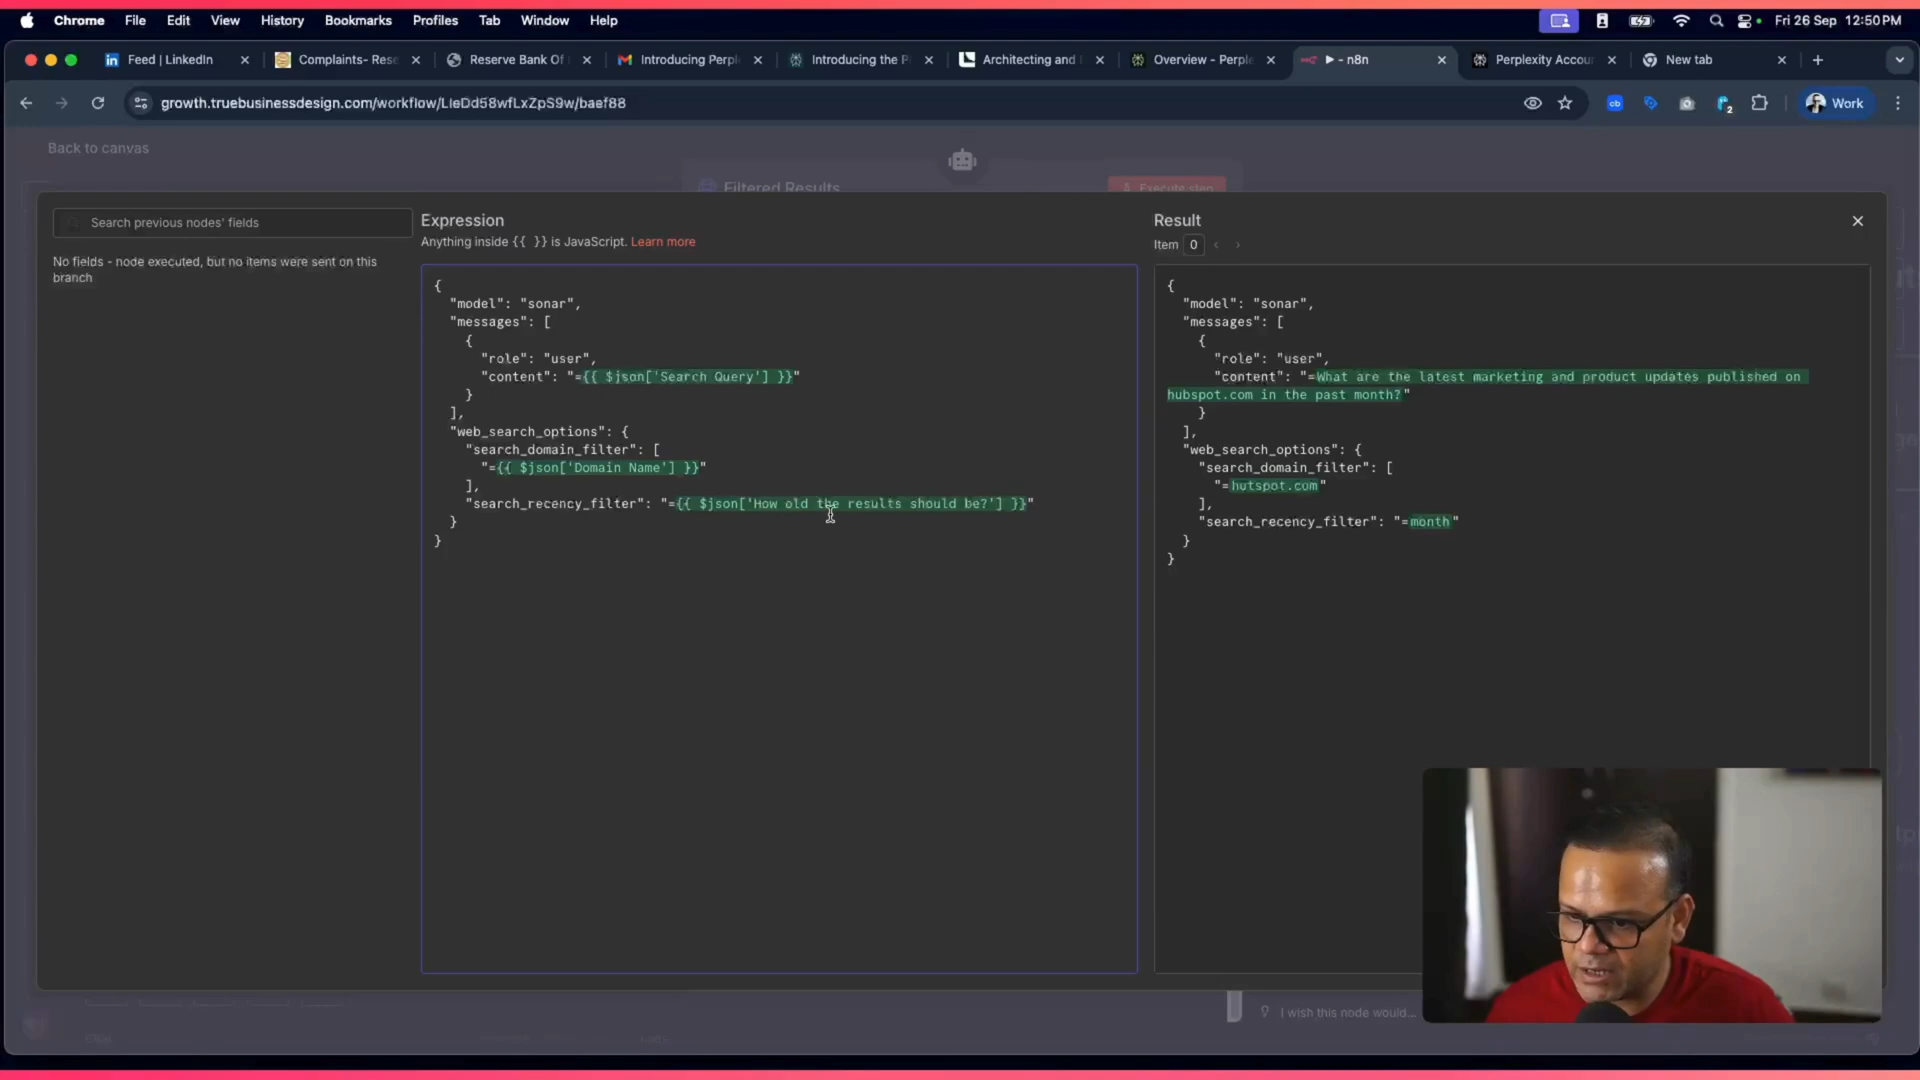 Chrome File Edit View History Bookmarks Profiles Tab Window Help Fri 26 Sep 12:50 PM
Feed | LinkedIn Complaints- Rese Reserve Bank Of Introducing Perpl Introducing the P Architecting and Overview - Perple - n8n Perplexity Accou New tab
growth.truebusinessdesign.com/workflow/LieDd58wfLxZpS9w/baef88 Work
Back to canvas
Filtered Results Execute step
Search previous nodes' fields
No fields - node executed, but no items were sent on this
branch
Expression
Anything inside {{ }} is JavaScript. Learn more
{
"model": "sonar",
"messages": [
{
"role": "user",
"content": "={{ $json['Search Query'] }}"
}
],
"web_search_options": {
"search_domain_filter": [
"={{ $json['Domain Name'] }}"
],
"search_recency_filter": "={{ $json['How old the results should be?'] }}"
}
}
Result
Item 0
{
"model": "sonar",
"messages": [
{
"role": "user",
"content": "=What are the latest marketing and product updates published on
hubspot.com in the past month?"
}
],
"web_search_options": {
"search_domain_filter": [
"=hutspot.com"
],
"search_recency_filter": "=month"
}
}
I wish this node would...